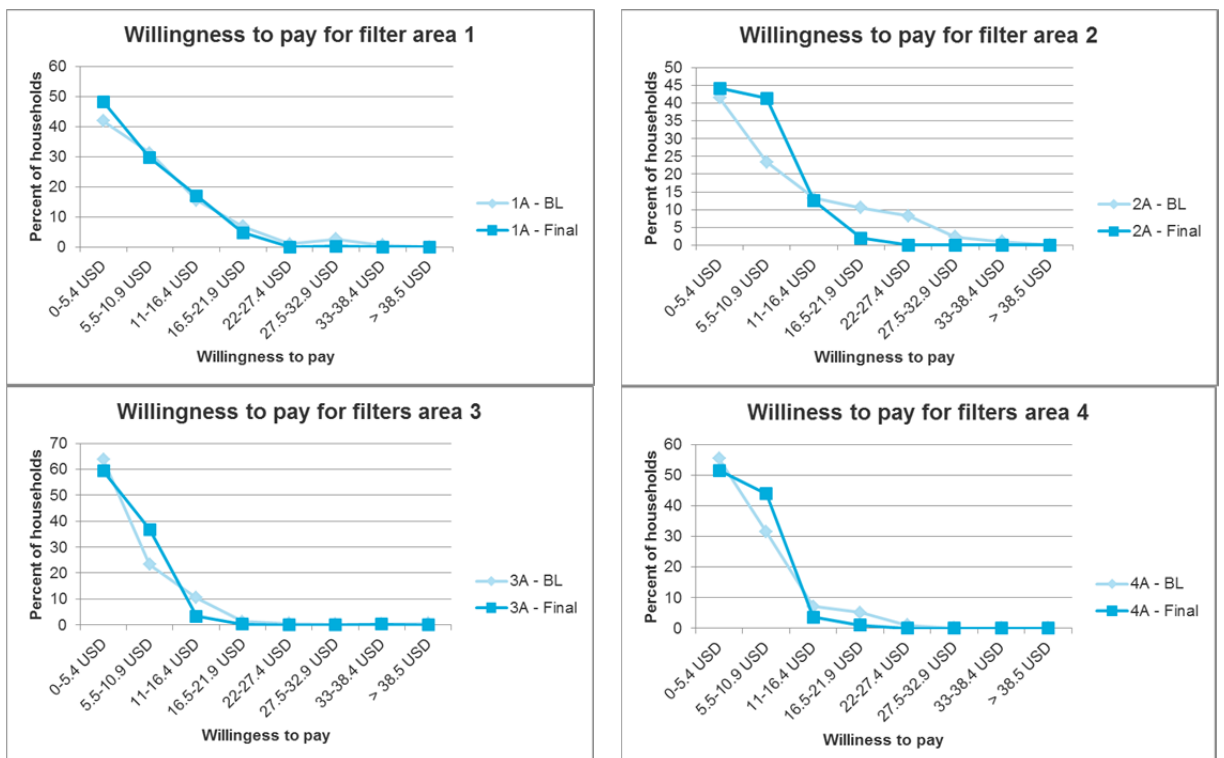 Willingness to pay for filter area 1
Percent of households
60
50
40
30
20
10
0
0-5.4 USD
5.5-10.9 USD
11-16.4 USD
16.5-21.9 USD
22-27.4 USD
27.5-32.9 USD
33-38.4 USD
> 38.5 USD
Willingness to pay
1A - BL
1A - Final
Willingness to pay for filter area 2
Percent of households
50
45
40
35
30
25
20
15
10
5
0
0-5.4 USD
5.5-10.9 USD
11-16.4 USD
16.5-21.9 USD
22-27.4 USD
27.5-32.9 USD
33-38.4 USD
> 38.5 USD
Willingness to pay
2A - BL
2A - Final
Willingness to pay for filters area 3
Percent of households
70
60
50
40
30
20
10
0
0-5.4 USD
5.5-10.9 USD
11-16.4 USD
16.5-21.9 USD
22-27.4 USD
27.5-32.9 USD
33-38.4 USD
> 38.5 USD
Willingess to pay
3A - BL
3A - Final
Williness to pay for filters area 4
Percent of households
60
50
40
30
20
10
0
0-5.4 USD
5.5-10.9 USD
11-16.4 USD
16.5-21.9 USD
22-27.4 USD
27.5-32.9 USD
33-38.4 USD
> 38.5 USD
Williness to pay
4A - BL
4A - Final